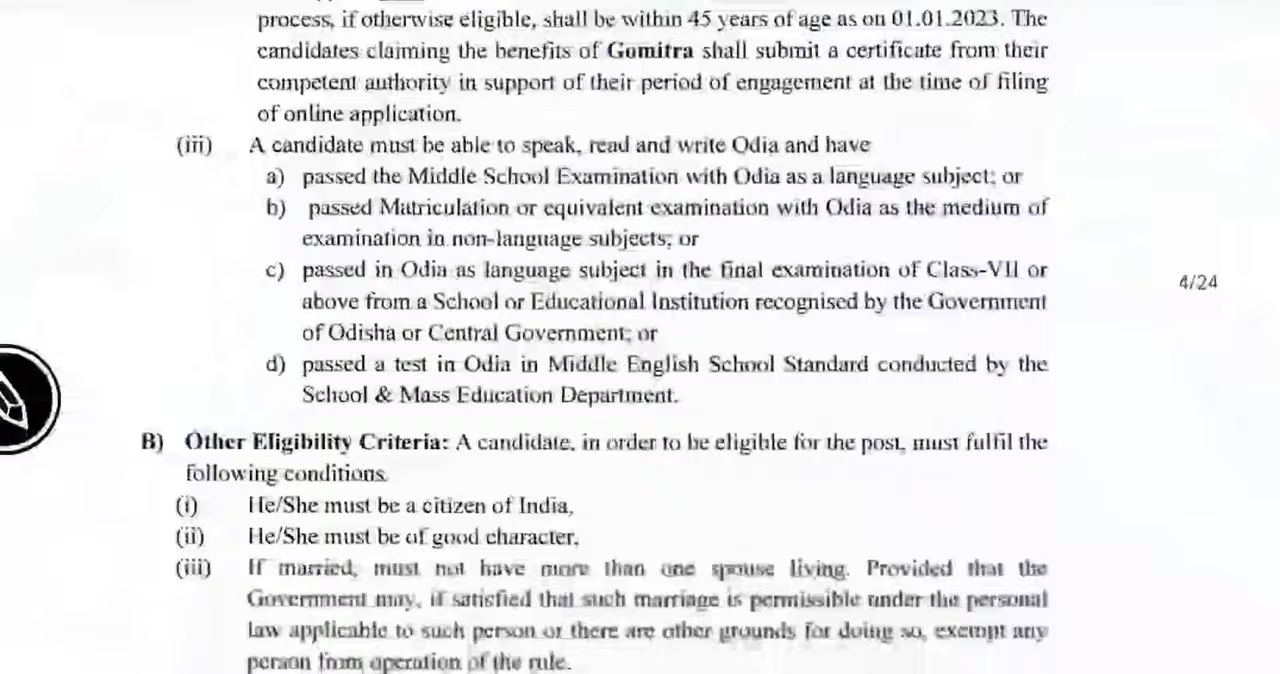 process, if otherwise eligible, shall be within 45 years of age as on 01.01.2023. The
candidates claiming the benefits of Gomitra shall submit a certificate from their
competent authority in support of their period of engagement at the time of filing
of online application.
(iii) A candidate must be able to speak, read and write Odia and have
a) passed the Middle School Examination with Odia as a language subject; or
b) passed Matriculation or equivalent examination with Odia as the medium of
examination in non-language subjects; or
c) passed in Odia as language subject in the final examination of Class-VII or
above from a School or Educational Institution recognised by the Government
of Odisha or Central Government; or
4/24
d) passed a test in Odia in Middle English School Standard conducted by the
School & Mass Education Department.
B) Other Eligibility Criteria: A candidate, in order to be eligible for the post, must fulfil the
following conditions
(i) He/She must be a citizen of India,
(ii) He/She must be of good character,
(iii) If married, must not have more than one spouse living. Provided that the
Government may, if satisfied that such marriage is permissible under the personal
law applicable to such person or there are other grounds for doing so, exempt any
person from operation of the rule.